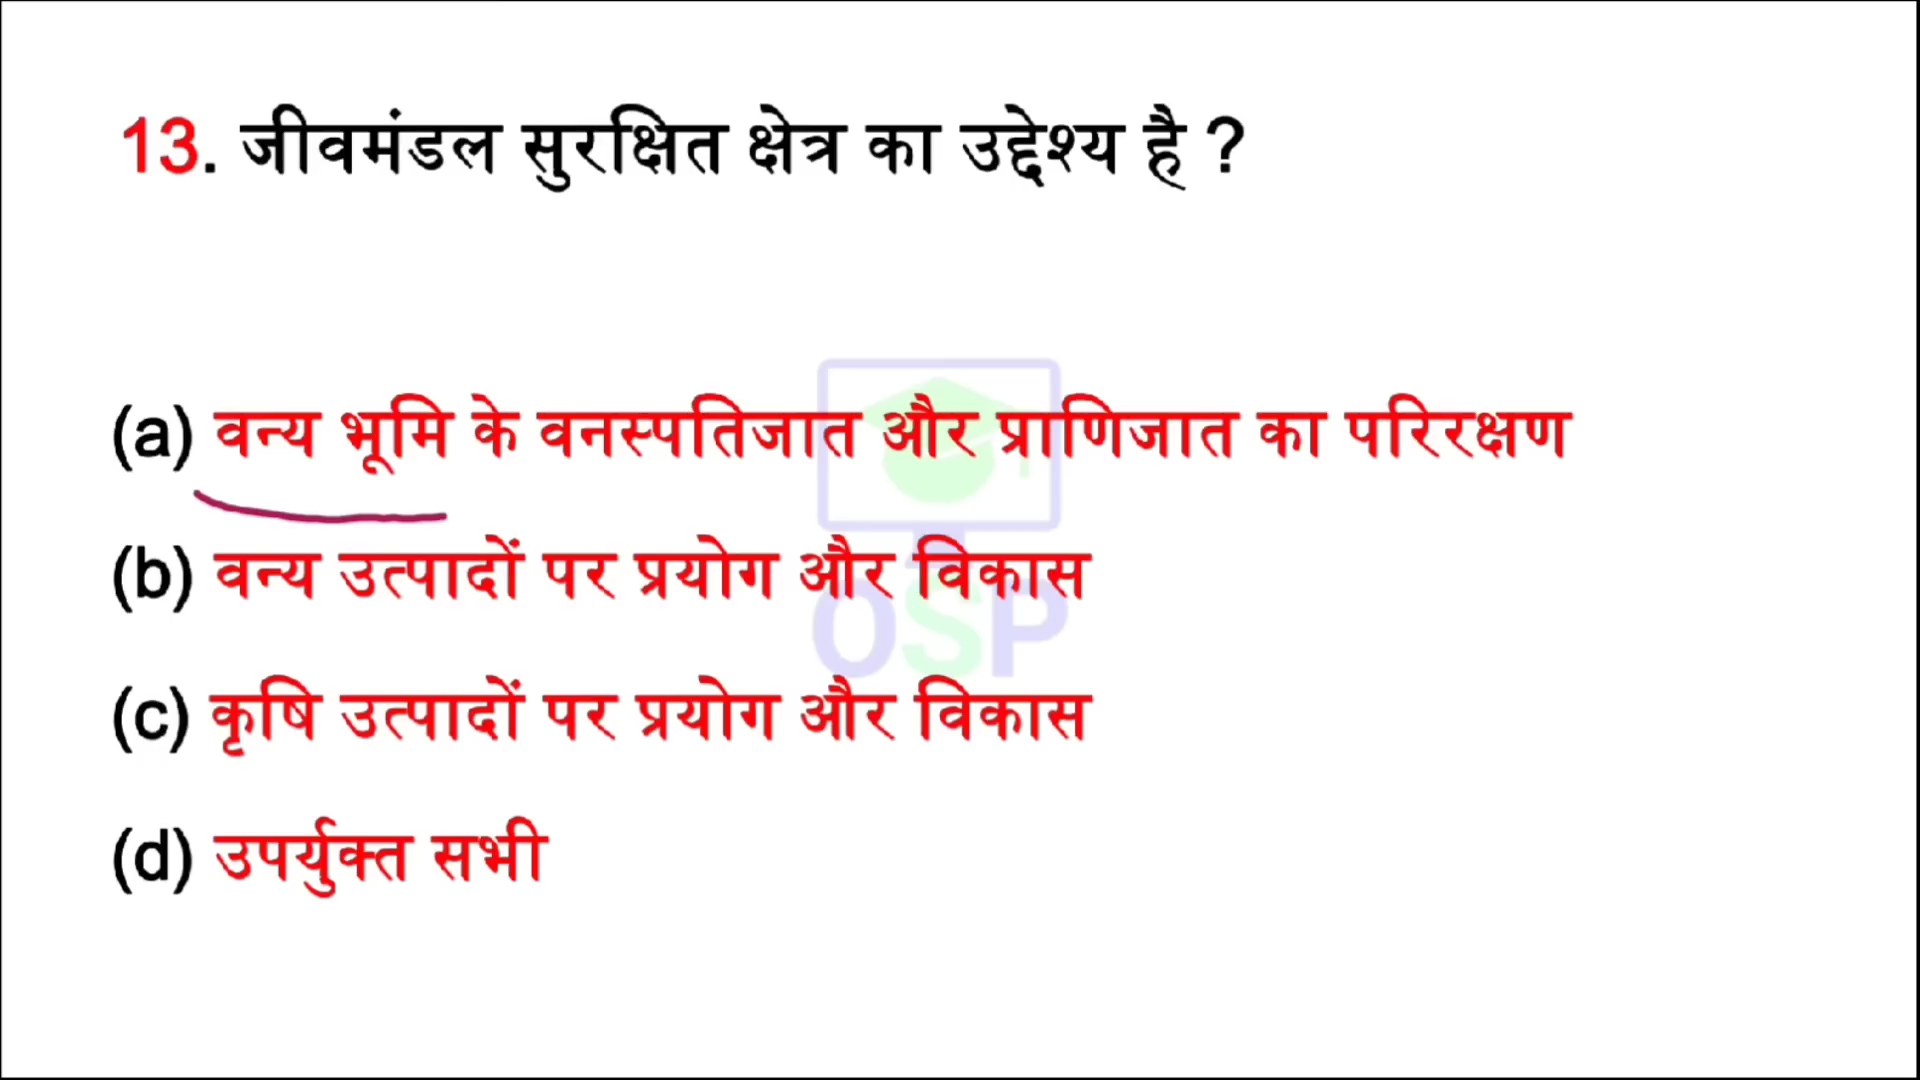 13. जीवमंडल सुरक्षित क्षेत्र का उद्देश्य है ?
(a) वन्य भूमि के वनस्पतिजात और प्राणिजात का परिरक्षण
(b) वन्य उत्पादों पर प्रयोग और विकास
OSP
(c) कृषि उत्पादों पर प्रयोग और विकास
(d) उपर्युक्त सभी